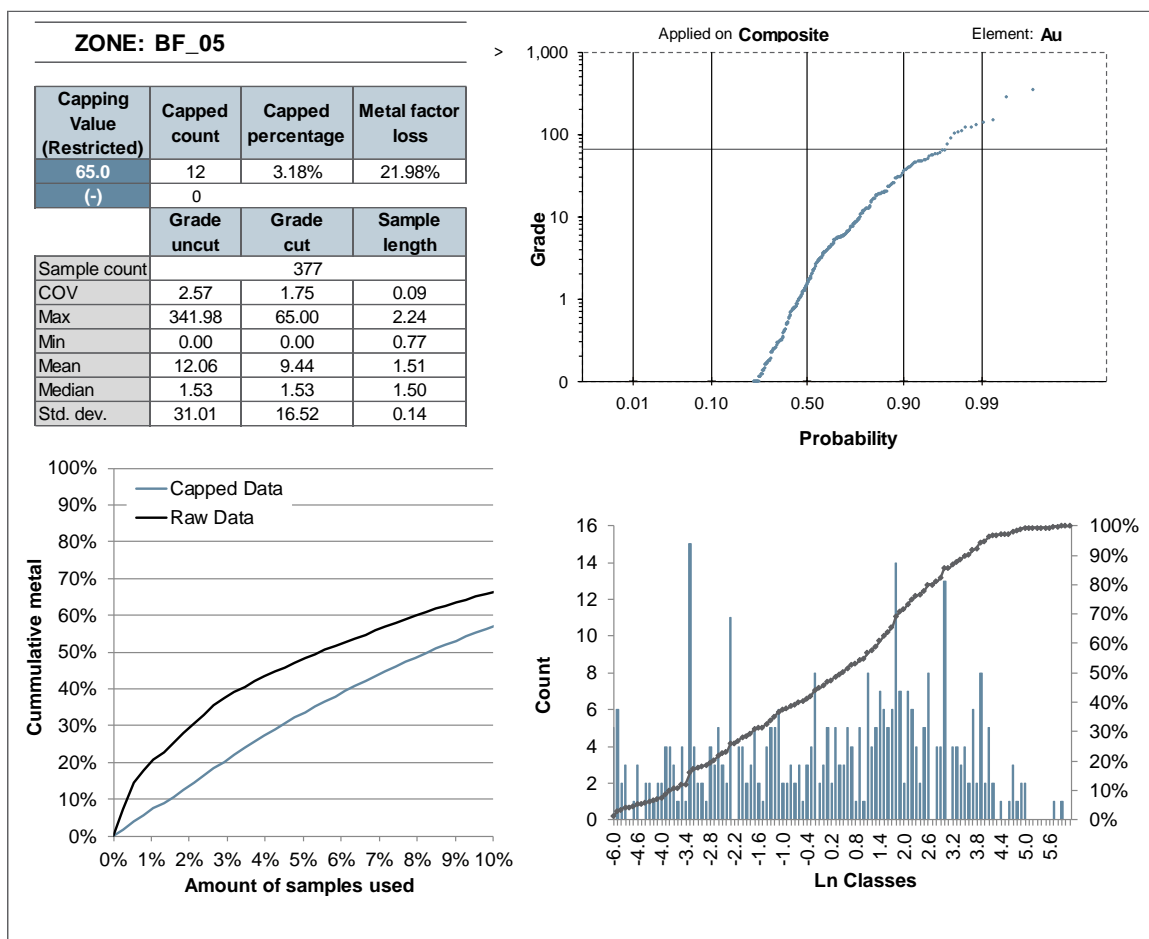 ZONE: BF_05
Capping Value (Restricted) Capped count Capped percentage Metal factor loss
65.0 12 3.18% 21.98%
(-) 0
Grade uncut Grade cut Sample length
Sample count 377
COV 2.57 1.75 0.09
Max 341.98 65.00 2.24
Min 0.00 0.00 0.77
Mean 12.06 9.44 1.51
Median 1.53 1.53 1.50
Std. dev. 31.01 16.52 0.14
>
Applied on Composite Element: Au
1,000
100
10
1
0
Grade
0.01 0.10 0.50 0.90 0.99
Probability
100%
90%
80%
70%
60%
50%
40%
30%
20%
10%
0%
Cummulative metal
Capped Data
Raw Data
0% 1% 2% 3% 4% 5% 6% 7% 8% 9% 10%
Amount of samples used
16
14
12
10
8
6
4
2
0
Count
100%
90%
80%
70%
60%
50%
40%
30%
20%
10%
0%
-6.0 -4.6 -4.0 -3.4 -2.8 -2.2 -1.6 -1.0 -0.4 0.2 0.8 1.4 2.0 2.6 3.2 3.8 4.4 5.0 5.6
Ln Classes